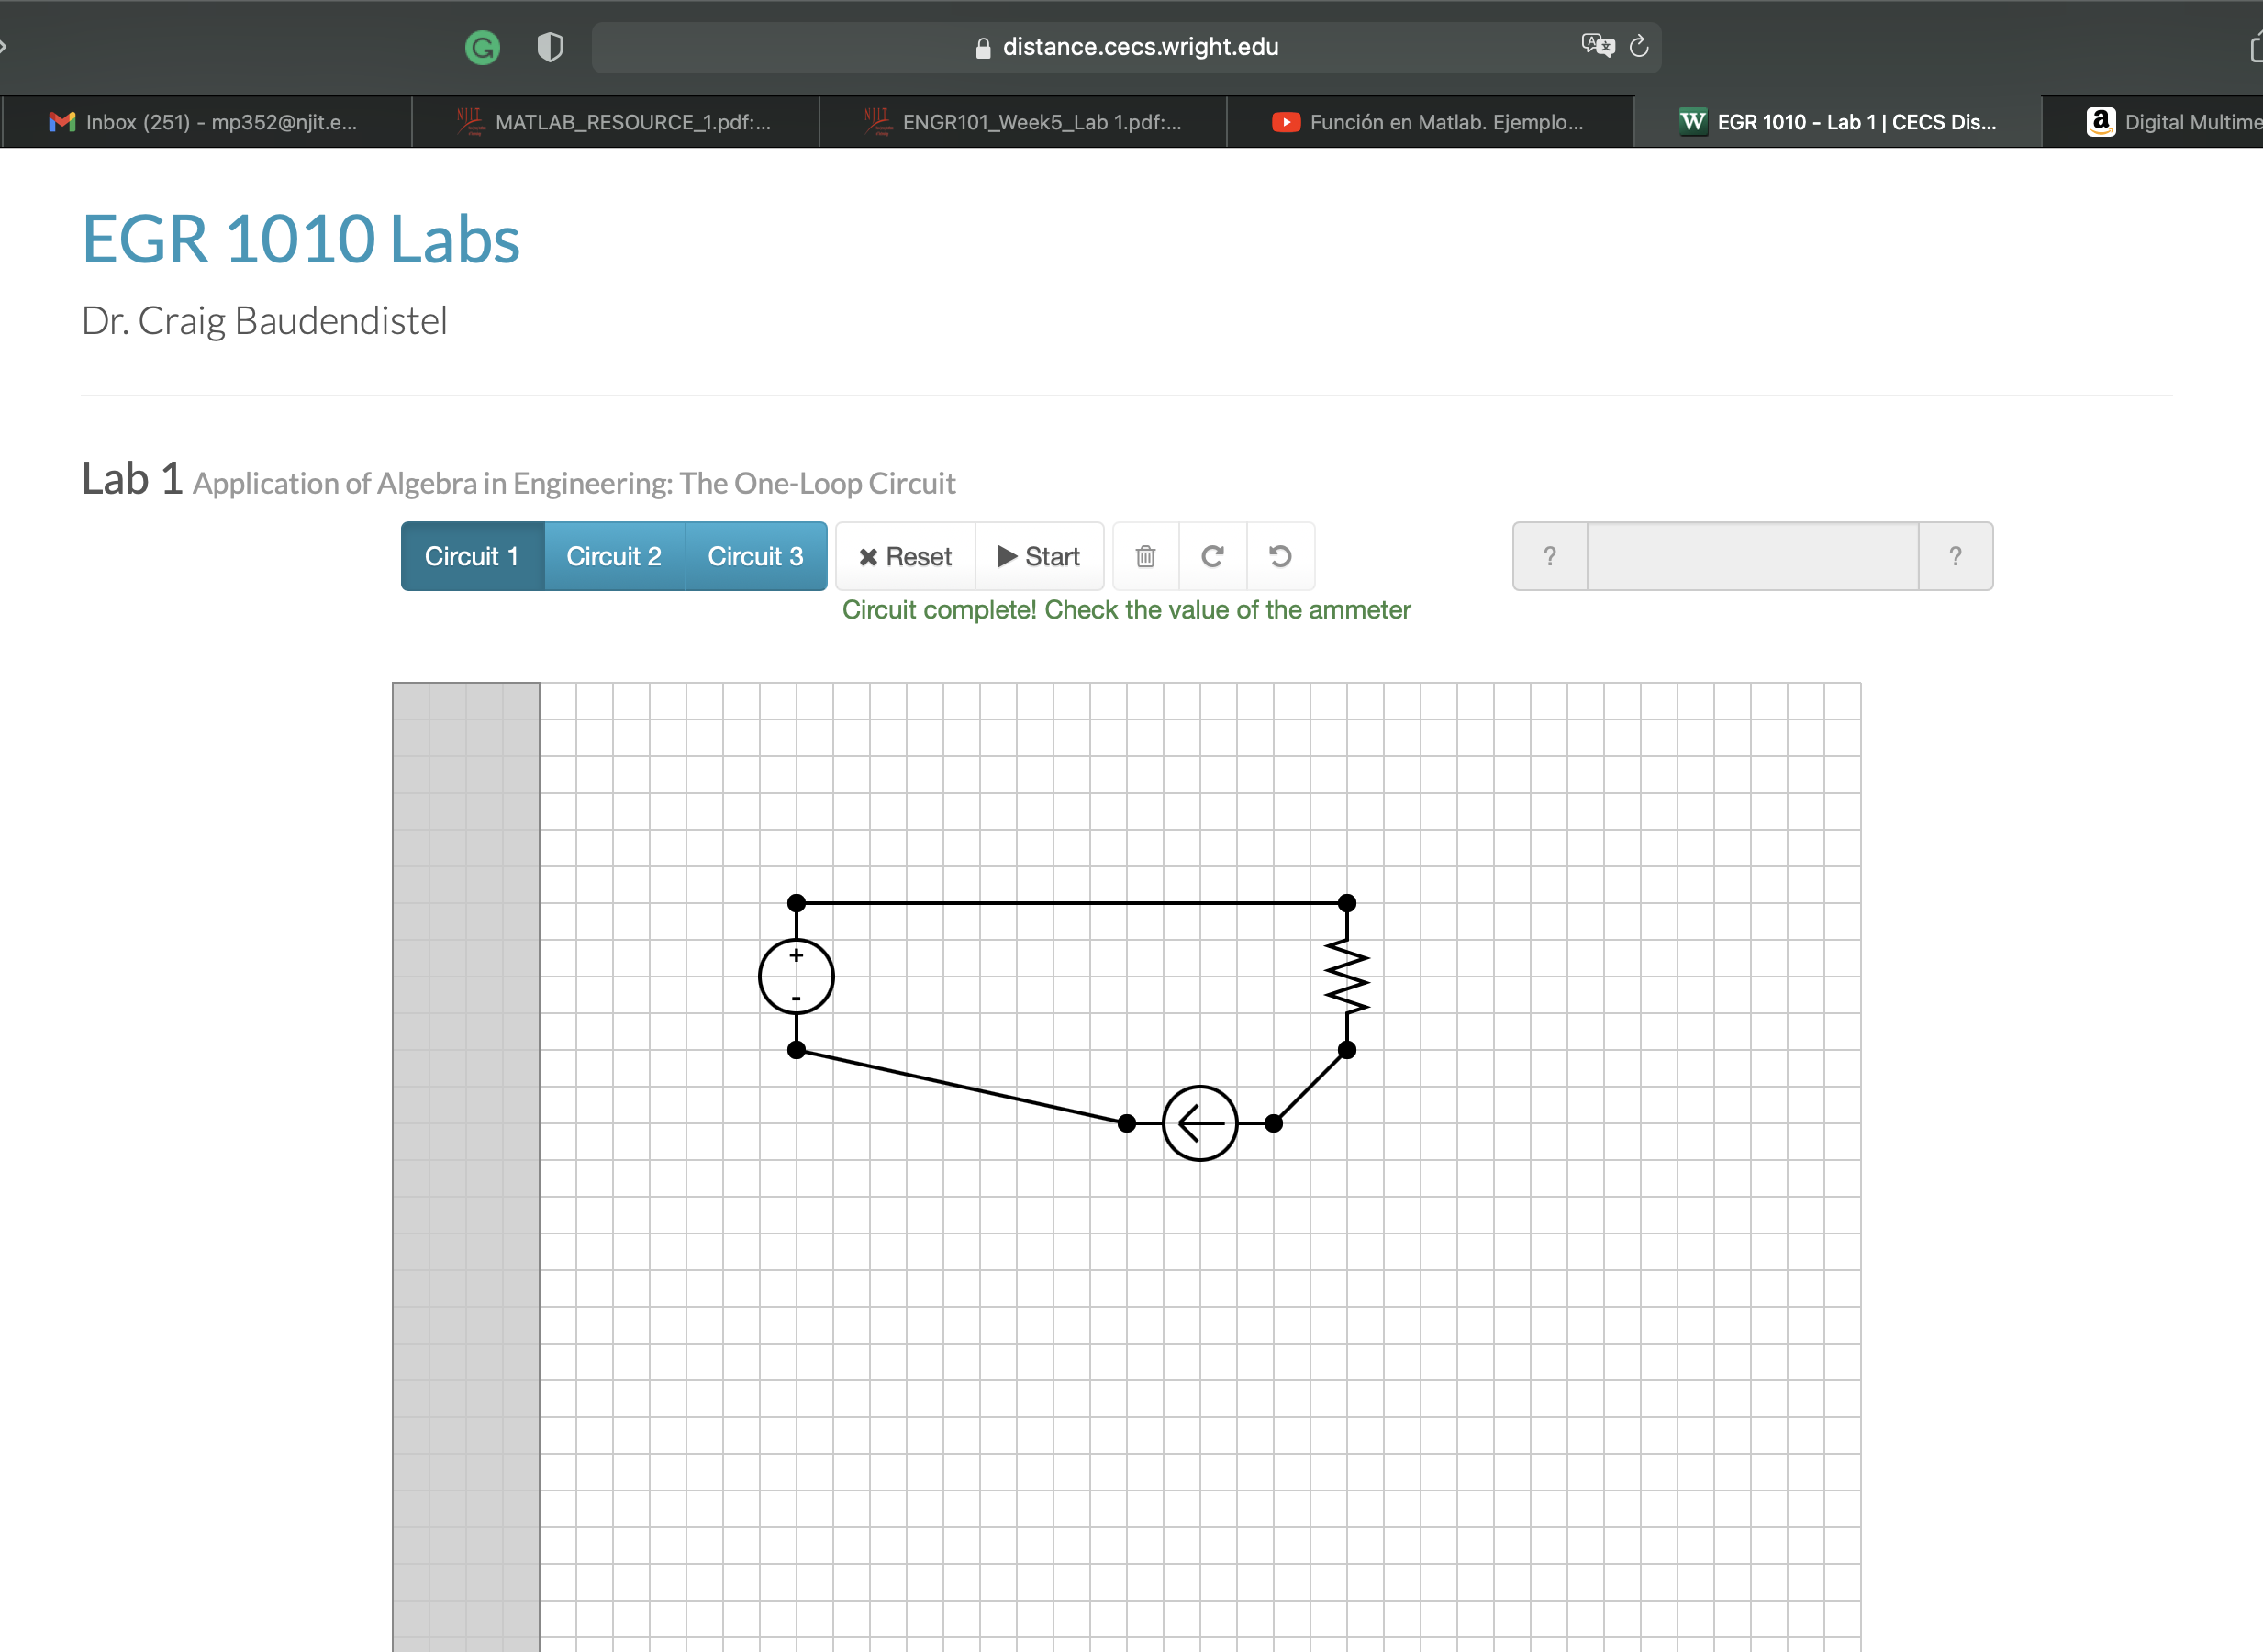 distance.cecs.wright.edu
Inbox (251) - mp352@njit.e...
MATLAB_RESOURCE_1.pdf:...
ENGR101_Week5_Lab 1.pdf:...
Función en Matlab. Ejemplo...
W EGR 1010 - Lab 1 | CECS Dis...
a Digital Multime
EGR 1010 Labs
Dr. Craig Baudendistel
Lab 1 Application of Algebra in Engineering: The One-Loop Circuit
Circuit 1 Circuit 2 Circuit 3 Reset Start ? ?
Circuit complete! Check the value of the ammeter
+
-